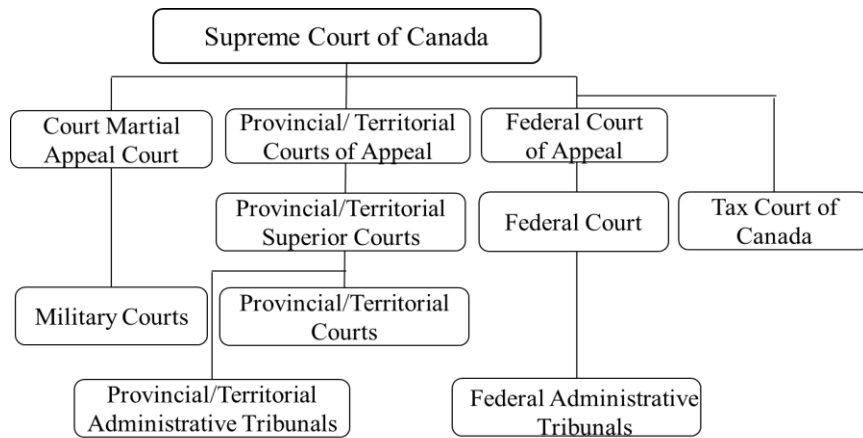 Supreme Court of Canada
Court Martial
Appeal Court
Provincial/ Territorial
Courts of Appeal
Federal Court
of Appeal
Provincial/Territorial
Superior Courts
Federal Court
Tax Court of
Canada
Military Courts
Provincial/Territorial
Courts
Provincial/Territorial
Administrative Tribunals
Federal Administrative
Tribunals